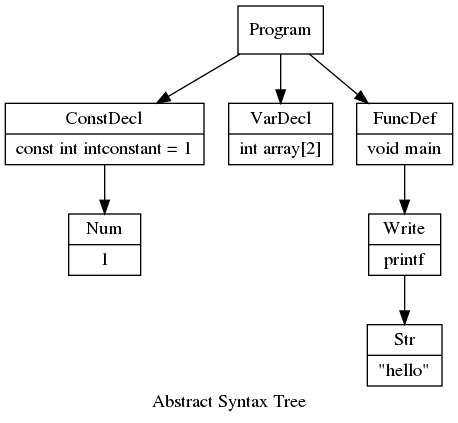 Program
ConstDecl
const int intconstant = 1
VarDecl
int array[2]
FuncDef
void main
Num
1
Write
printf
Str
"hello"
Abstract Syntax Tree